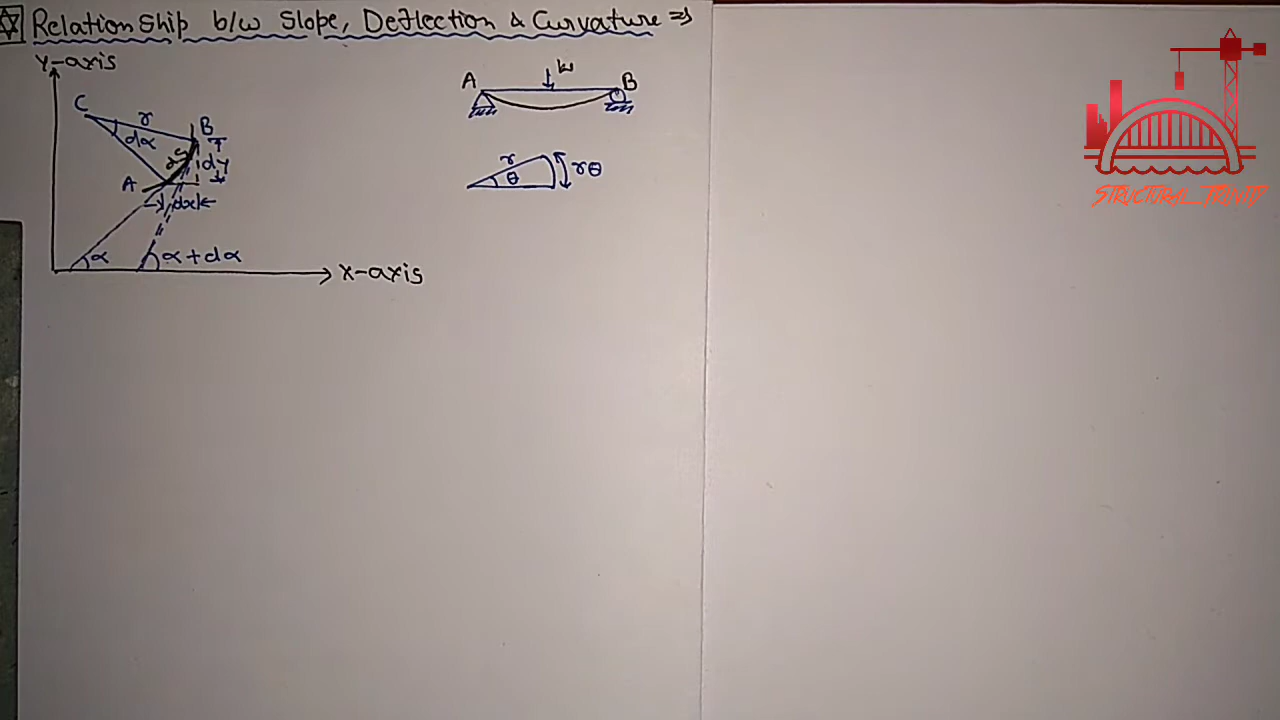 Relationship b/w Slope, Deflection & Curvature ⇒
Y-axis
C
r
dα
B
ds
dy
A
dx
α
α+dα
X-axis
A
W
B
r
θ
rθ
STRUCTURAL_TRINITY